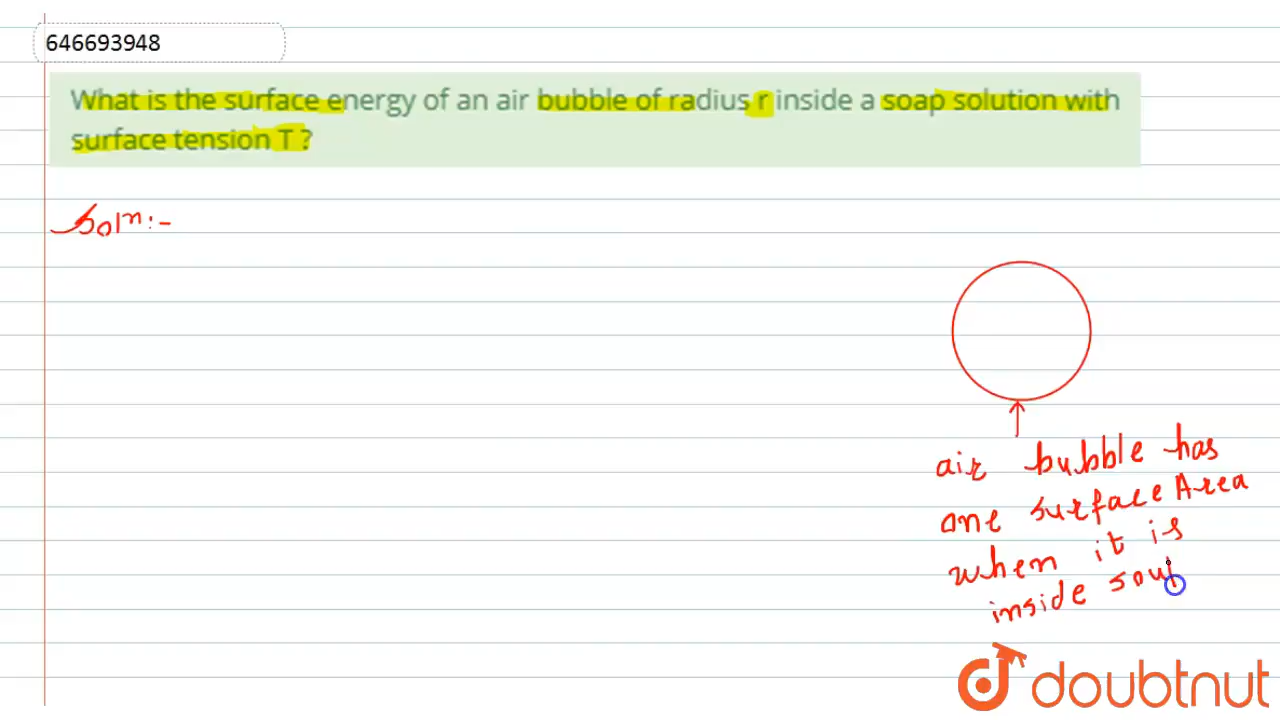 646693948
What is the surface energy of an air bubble of radius r inside a soap solution with
surface tension T ?
Soln:-
air bubble has
one surface Area
when it is
inside soul
doubtnut